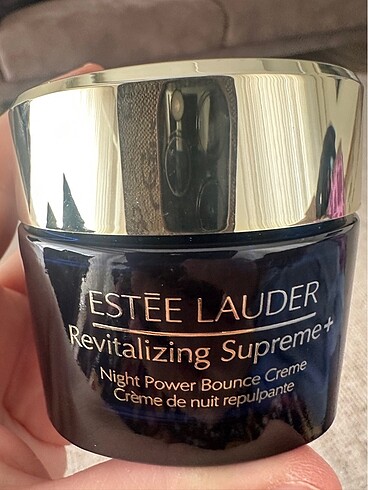 ESTĒE LAUDER
Revitalizing Supreme+
Night Power Bounce Creme
Crème de nuit repulpante